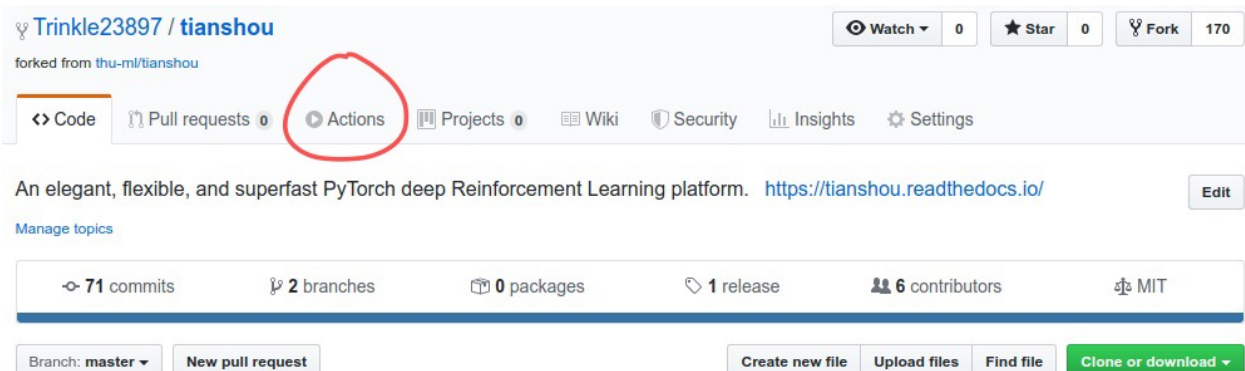 Trinkle23897 / tianshou
Watch 0 Star 0 Fork 170
forked from thu-ml/tianshou
<> Code Pull requests 0 Actions Projects 0 Wiki Security Insights Settings
An elegant, flexible, and superfast PyTorch deep Reinforcement Learning platform. https://tianshou.readthedocs.io/ Edit
Manage topics
71 commits 2 branches 0 packages 1 release 6 contributors MIT
Branch: master New pull request Create new file Upload files Find file Clone or download